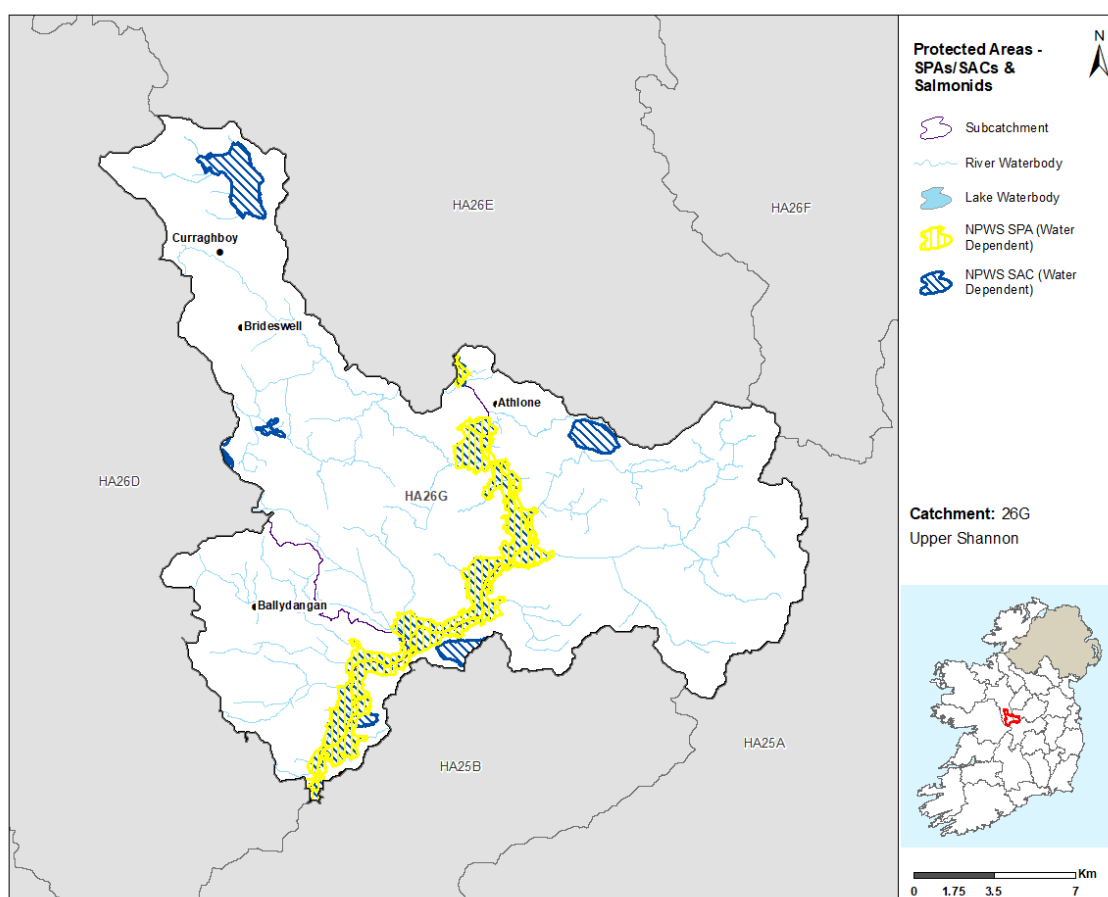 HA26E
HA26F
Curraghboy
Brideswell
Athlone
HA26D
HA26G
Ballydangan
HA25B
HA25A
Protected Areas -
SPAs/SACs &
Salmonids
N
Subcatchment
River Waterbody
Lake Waterbody
NPWS SPA (Water
Dependent)
NPWS SAC (Water
Dependent)
Catchment: 26G
Upper Shannon
Km
0 1.75 3.5 7